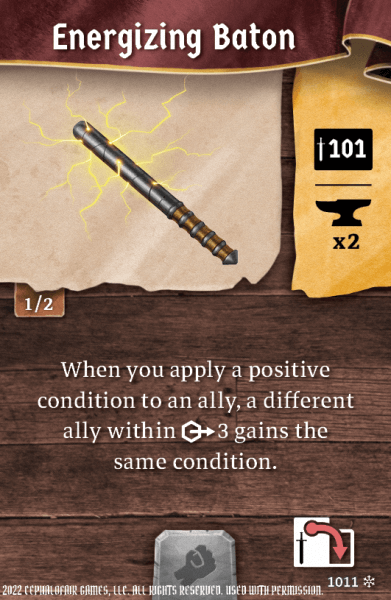 Energizing Baton
101
x2
1/2
When you apply a positive
condition to an ally, a different
ally within 3 gains the
same condition.
1011
2022 CEPHALOFAIR GAMES, LLC. ALL RIGHTS RESERVED. USED WITH PERMISSION.